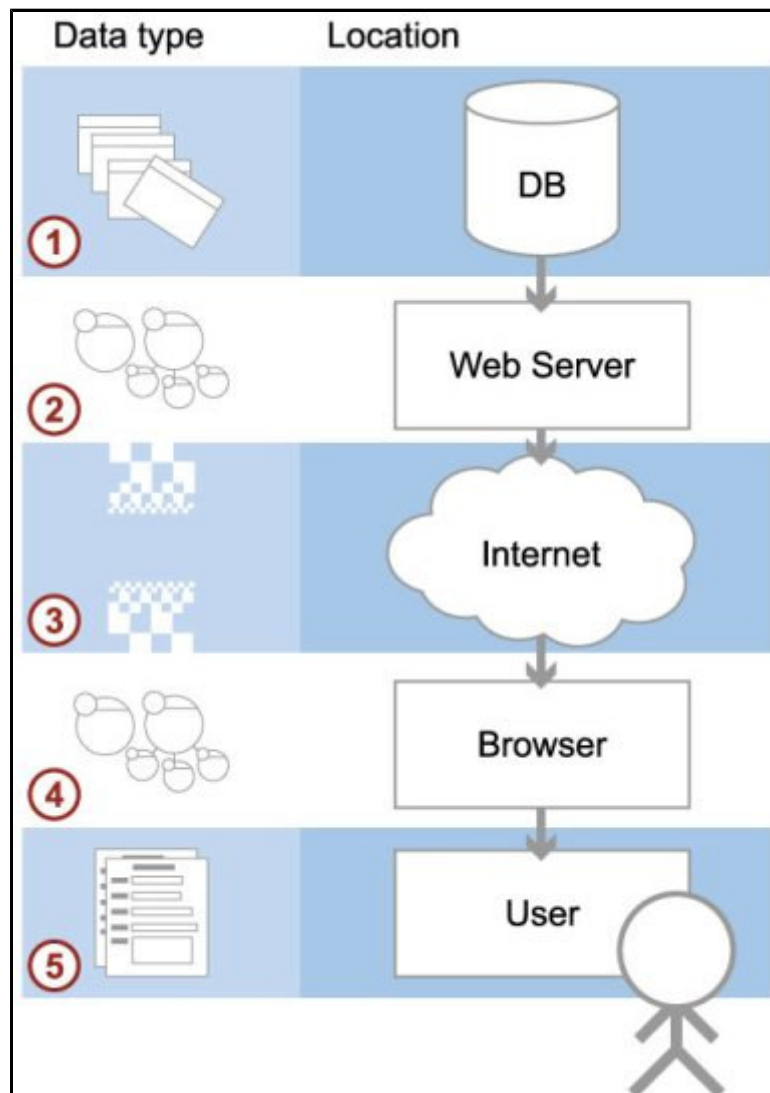 Data type Location
DB
1
Web Server
2
Internet
3
Browser
4
User
5